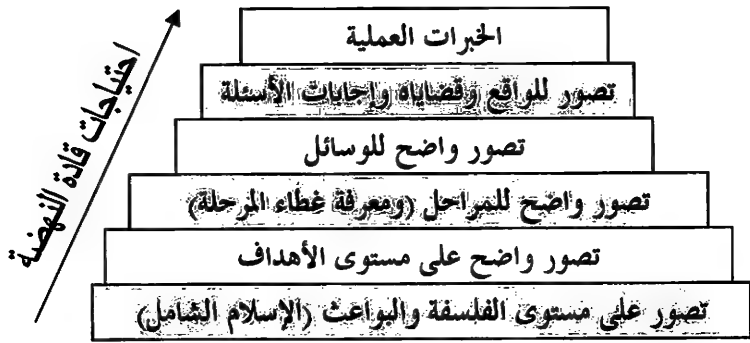 الخبرات العملية
تصور للواقع وقضاياه وإجابات الأسئلة
تصور واضح للوسائل
تصور واضح للمراحل (ومعرفة غطاء المرحلة)
تصور واضح على مستوى الأهداف
تصور على مستوى الفلسفة والبواعث (الإسلام الشامل)
احتياجات قادة النهضة